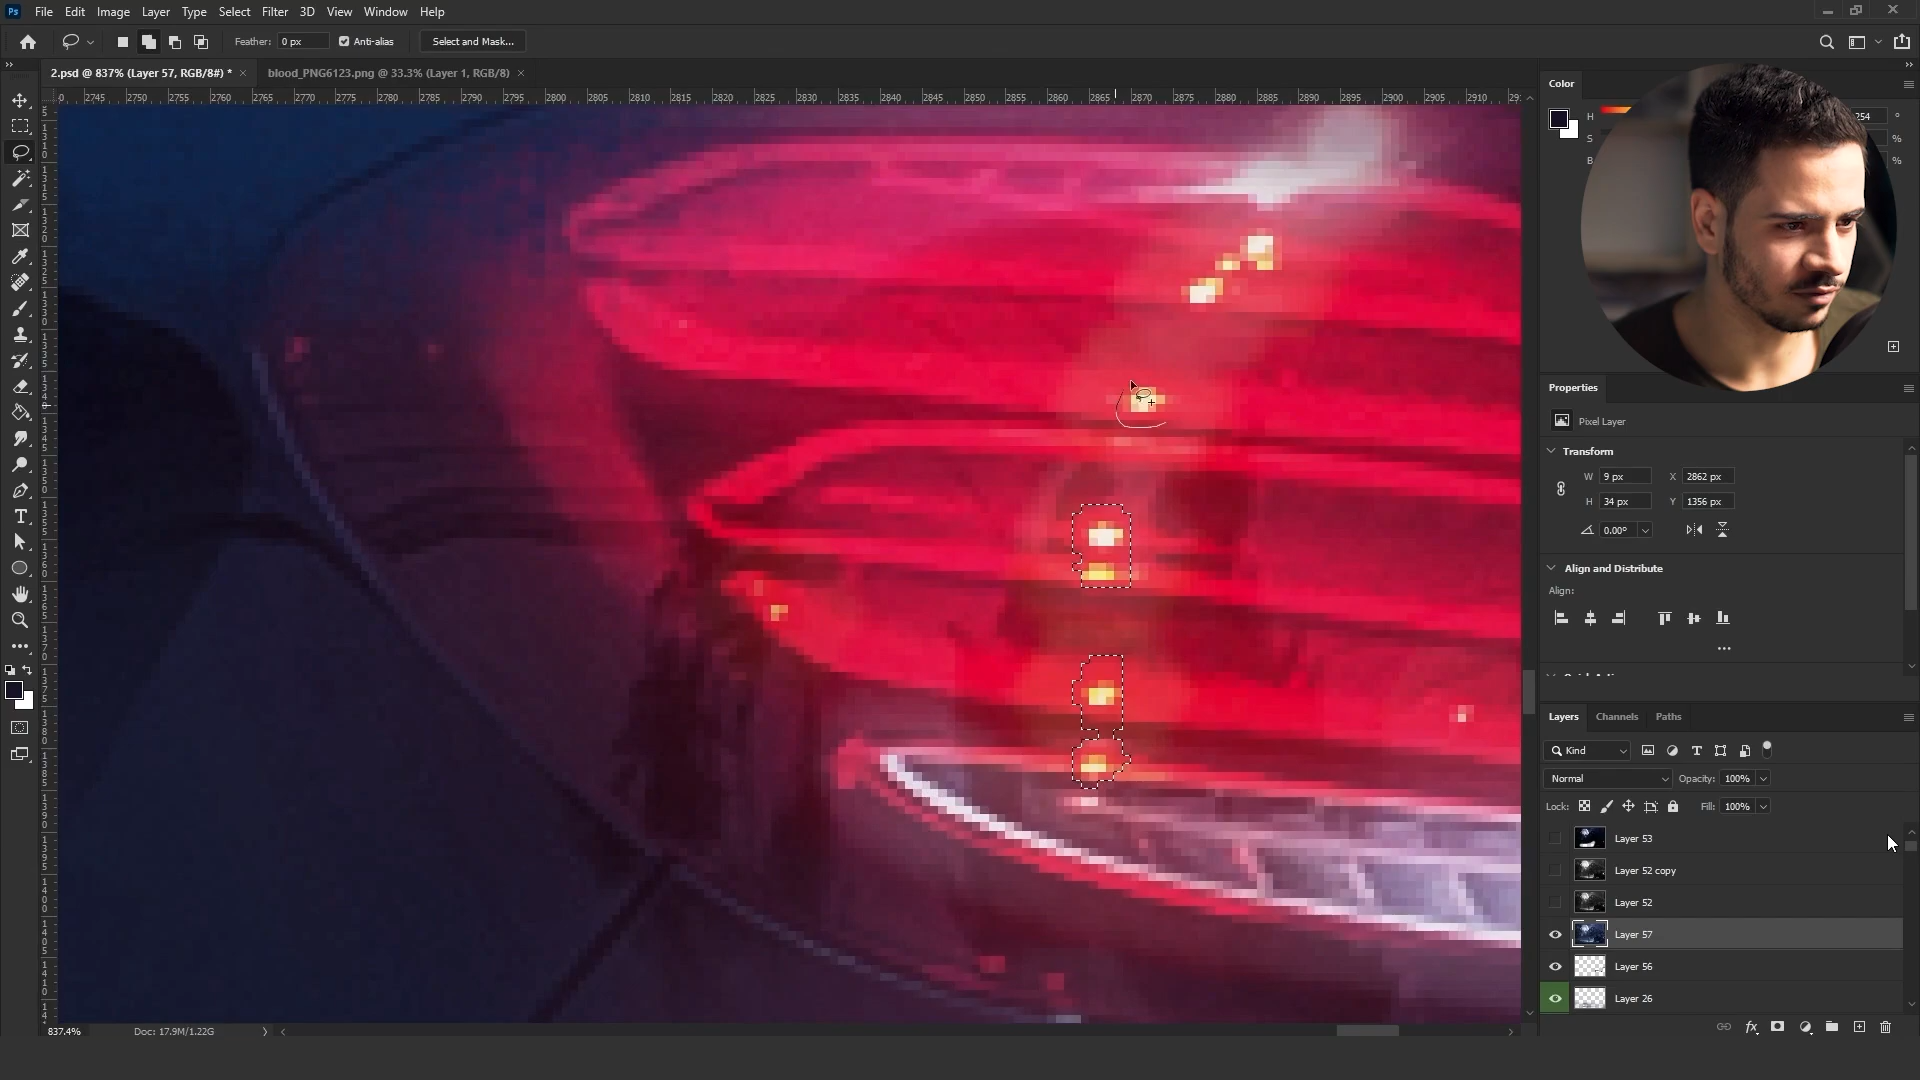 Ps File Edit Image Layer Type Select Filter 3D View Window Help
Feather: 0 px Anti-alias Select and Mask...
2.psd @ 837% (Layer 57, RGB/8#) * × blood_PNG6123.png @ 33.3% (Layer 1, RGB/8) ×
0 2745 2750 2755 2760 2765 2770 2775 2780 2785 2790 2795 2800 2805 2810 2815 2820 2825 2830 2835 2840 2845 2850 2855 2860 2865 2870 2875 2880 2885 2890 2895 2900 2905 2910 291
Color
H 254 °
S %
B %
Properties
Pixel Layer
Transform
W 9 px X 2862 px
H 34 px Y 1356 px
0.00°
Align and Distribute
Align:
Layers Channels Paths
Kind
Normal Opacity: 100%
Lock: Fill: 100%
Layer 53
Layer 52 copy
Layer 52
Layer 57
Layer 56
Layer 26
fx
837.4% Doc: 17.9M/1.22G